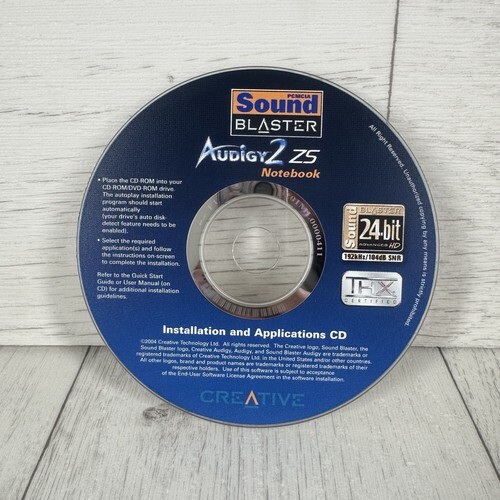 PCMCIA
Sound
BLASTER
AUDIGY 2 ZS
Notebook
• Place the CD-ROM into your
CD-ROM/DVD-ROM drive.
The autoplay installation
program should start
automatically
(your drive's auto disk-
detect feature needs to be
enabled).
• Select the required
application(s) and follow
the instructions on-screen
to complete the installation.
Refer to the Quick Start
Guide or User Manual (on
CD) for additional installation
guidelines.
All Right Reserved. Unauthorized copying by any means is strictly prohibited.
Sound
BLASTER
24-bit
ADVANCED HD
192kHz/104dB SNR
THX
CERTIFIED
Installation and Applications CD
©2004 Creative Technology Ltd. All rights reserved. The Creative logo, Sound Blaster, the
Sound Blaster logo, Creative Audigy, and Sound Blaster Audigy are trademarks or
registered trademarks of Creative Technology Ltd. in the United States and/or other countries.
All other logos, brand and product names are trademarks or registered trademarks of their
respective holders. Use of this software is subject to acceptance
of the End-User Software License Agreement in the software installation.
CREATIVE